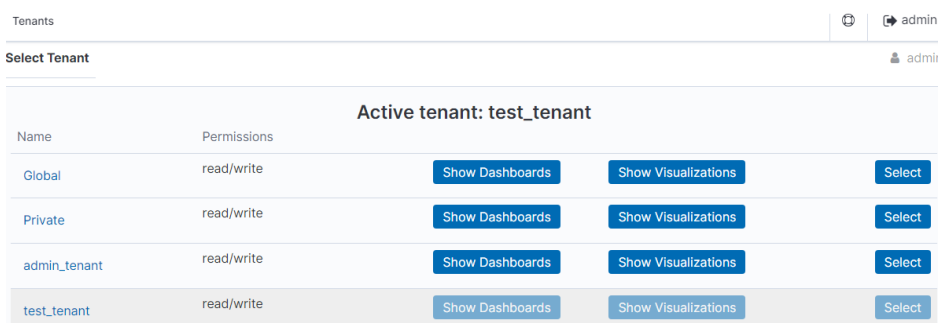 Tenants admin
Select Tenant admin
Active tenant: test_tenant
Name Permissions
Global read/write Show Dashboards Show Visualizations Select
Private read/write Show Dashboards Show Visualizations Select
admin_tenant read/write Show Dashboards Show Visualizations Select
test_tenant read/write Show Dashboards Show Visualizations Select